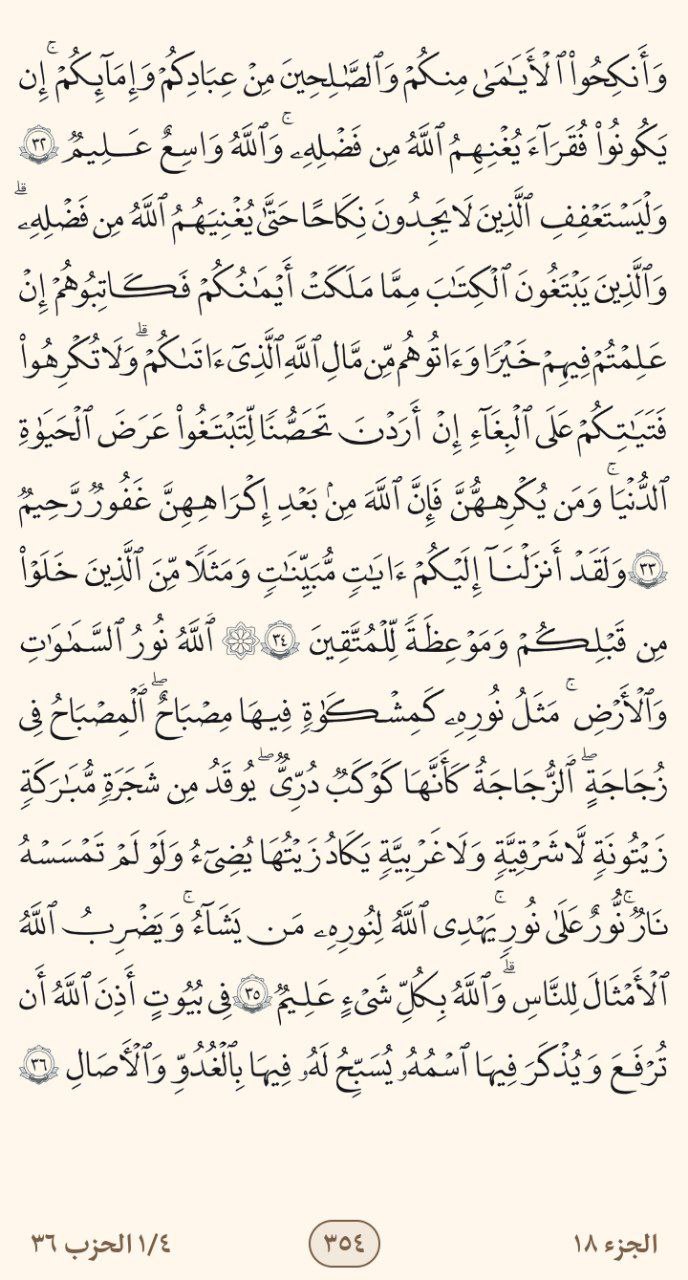 وَأَنكِحُوا۟ ٱلْأَيَـٰمَىٰ مِنكُمْ وَٱلصَّـٰلِحِينَ مِنْ عِبَادِكُمْ وَإِمَآئِكُمْ ۚ إِن
يَكُونُوا۟ فُقَرَآءَ يُغْنِهِمُ ٱللَّهُ مِن فَضْلِهِۦ ۗ وَٱللَّهُ وَٰسِعٌ عَلِيمٌ ٣٢
وَلْيَسْتَعْفِفِ ٱلَّذِينَ لَا يَجِدُونَ نِكَاحًا حَتَّىٰ يُغْنِيَهُمُ ٱللَّهُ مِن فَضْلِهِۦ ۗ
وَٱلَّذِينَ يَبْتَغُونَ ٱلْكِتَـٰبَ مِمَّا مَلَكَتْ أَيْمَـٰنُكُمْ فَكَاتِبُوهُمْ إِنْ
عَلِمْتُمْ فِيهِمْ خَيْرًا وَءَاتُوهُم مِّن مَّالِ ٱللَّهِ ٱلَّذِىٓ ءَاتَىٰكُمْ ۚ وَلَا تُكْرِهُوا۟
فَتَيَـٰتِكُمْ عَلَى ٱلْبِغَآءِ إِنْ أَرَدْنَ تَحَصُّنًا لِّتَبْتَغُوا۟ عَرَضَ ٱلْحَيَوٰةِ
ٱلدُّنْيَا ۚ وَمَن يُكْرِههُّنَّ فَإِنَّ ٱللَّهَ مِنۢ بَعْدِ إِكْرَٰهِهِنَّ غَفُورٌ رَّحِيمٌ
٣٣ وَلَقَدْ أَنزَلْنَآ إِلَيْكُمْ ءَايَـٰتٍ مُّبَيِّنَـٰتٍ وَمَثَلًا مِّنَ ٱلَّذِينَ خَلَوْا۟
مِن قَبْلِكُمْ وَمَوْعِظَةً لِّلْمُتَّقِينَ ٣٤ ۞ ٱللَّهُ نُورُ ٱلسَّمَـٰوَٰتِ
وَٱلْأَرْضِ ۚ مَثَلُ نُورِهِۦ كَمِشْكَوٰةٍ فِيهَا مِصْبَاحٌ ۖ ٱلْمِصْبَاحُ فِى
زُجَاجَةٍ ۖ ٱلزُّجَاجَةُ كَأَنَّهَا كَوْكَبٌ دُرِّىٌّ ۖ يُوقَدُ مِن شَجَرَةٍ مُّبَـٰرَكَةٍ
زَيْتُونَةٍ لَّا شَرْقِيَّةٍ وَلَا غَرْبِيَّةٍ يَكَادُ زَيْتُهَا يُضِىٓءُ وَلَوْ لَمْ تَمْسَسْهُ
نَارٌ ۚ نُّورٌ عَلَىٰ نُورٍ ۚ يَهْدِى ٱللَّهُ لِنُورِهِۦ مَن يَشَآءُ ۚ وَيَضْرِبُ ٱللَّهُ
ٱلْأَمْثَـٰلَ لِلنَّاسِ ۗ وَٱللَّهُ بِكُلِّ شَىْءٍ عَلِيمٌ ٣٥ فِى بُيُوتٍ أَذِنَ ٱللَّهُ أَن
تُرْفَعَ وَيُذْكَرَ فِيهَا ٱسْمُهُۥ يُسَبِّحُ لَهُۥ فِيهَا بِٱلْغُدُوِّ وَٱلْـَٔاصَالِ ٣٦
الجزء ١٨ ٣٥٤ ١/٤ الحزب ٣٦